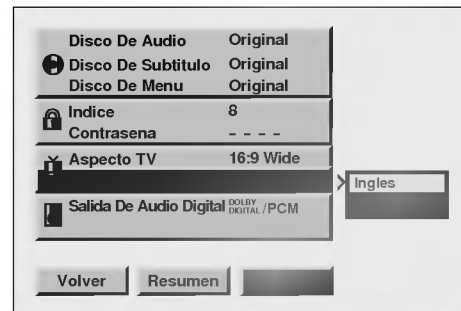 Disco De Audio Original
Disco De Subtitulo Original
Disco De Menu Original
Indice 8
Contrasena - - - -
Aspecto TV 16:9 Wide
Ingles
Salida De Audio Digital DOLBY DIGITAL /PCM
Volver Resumen